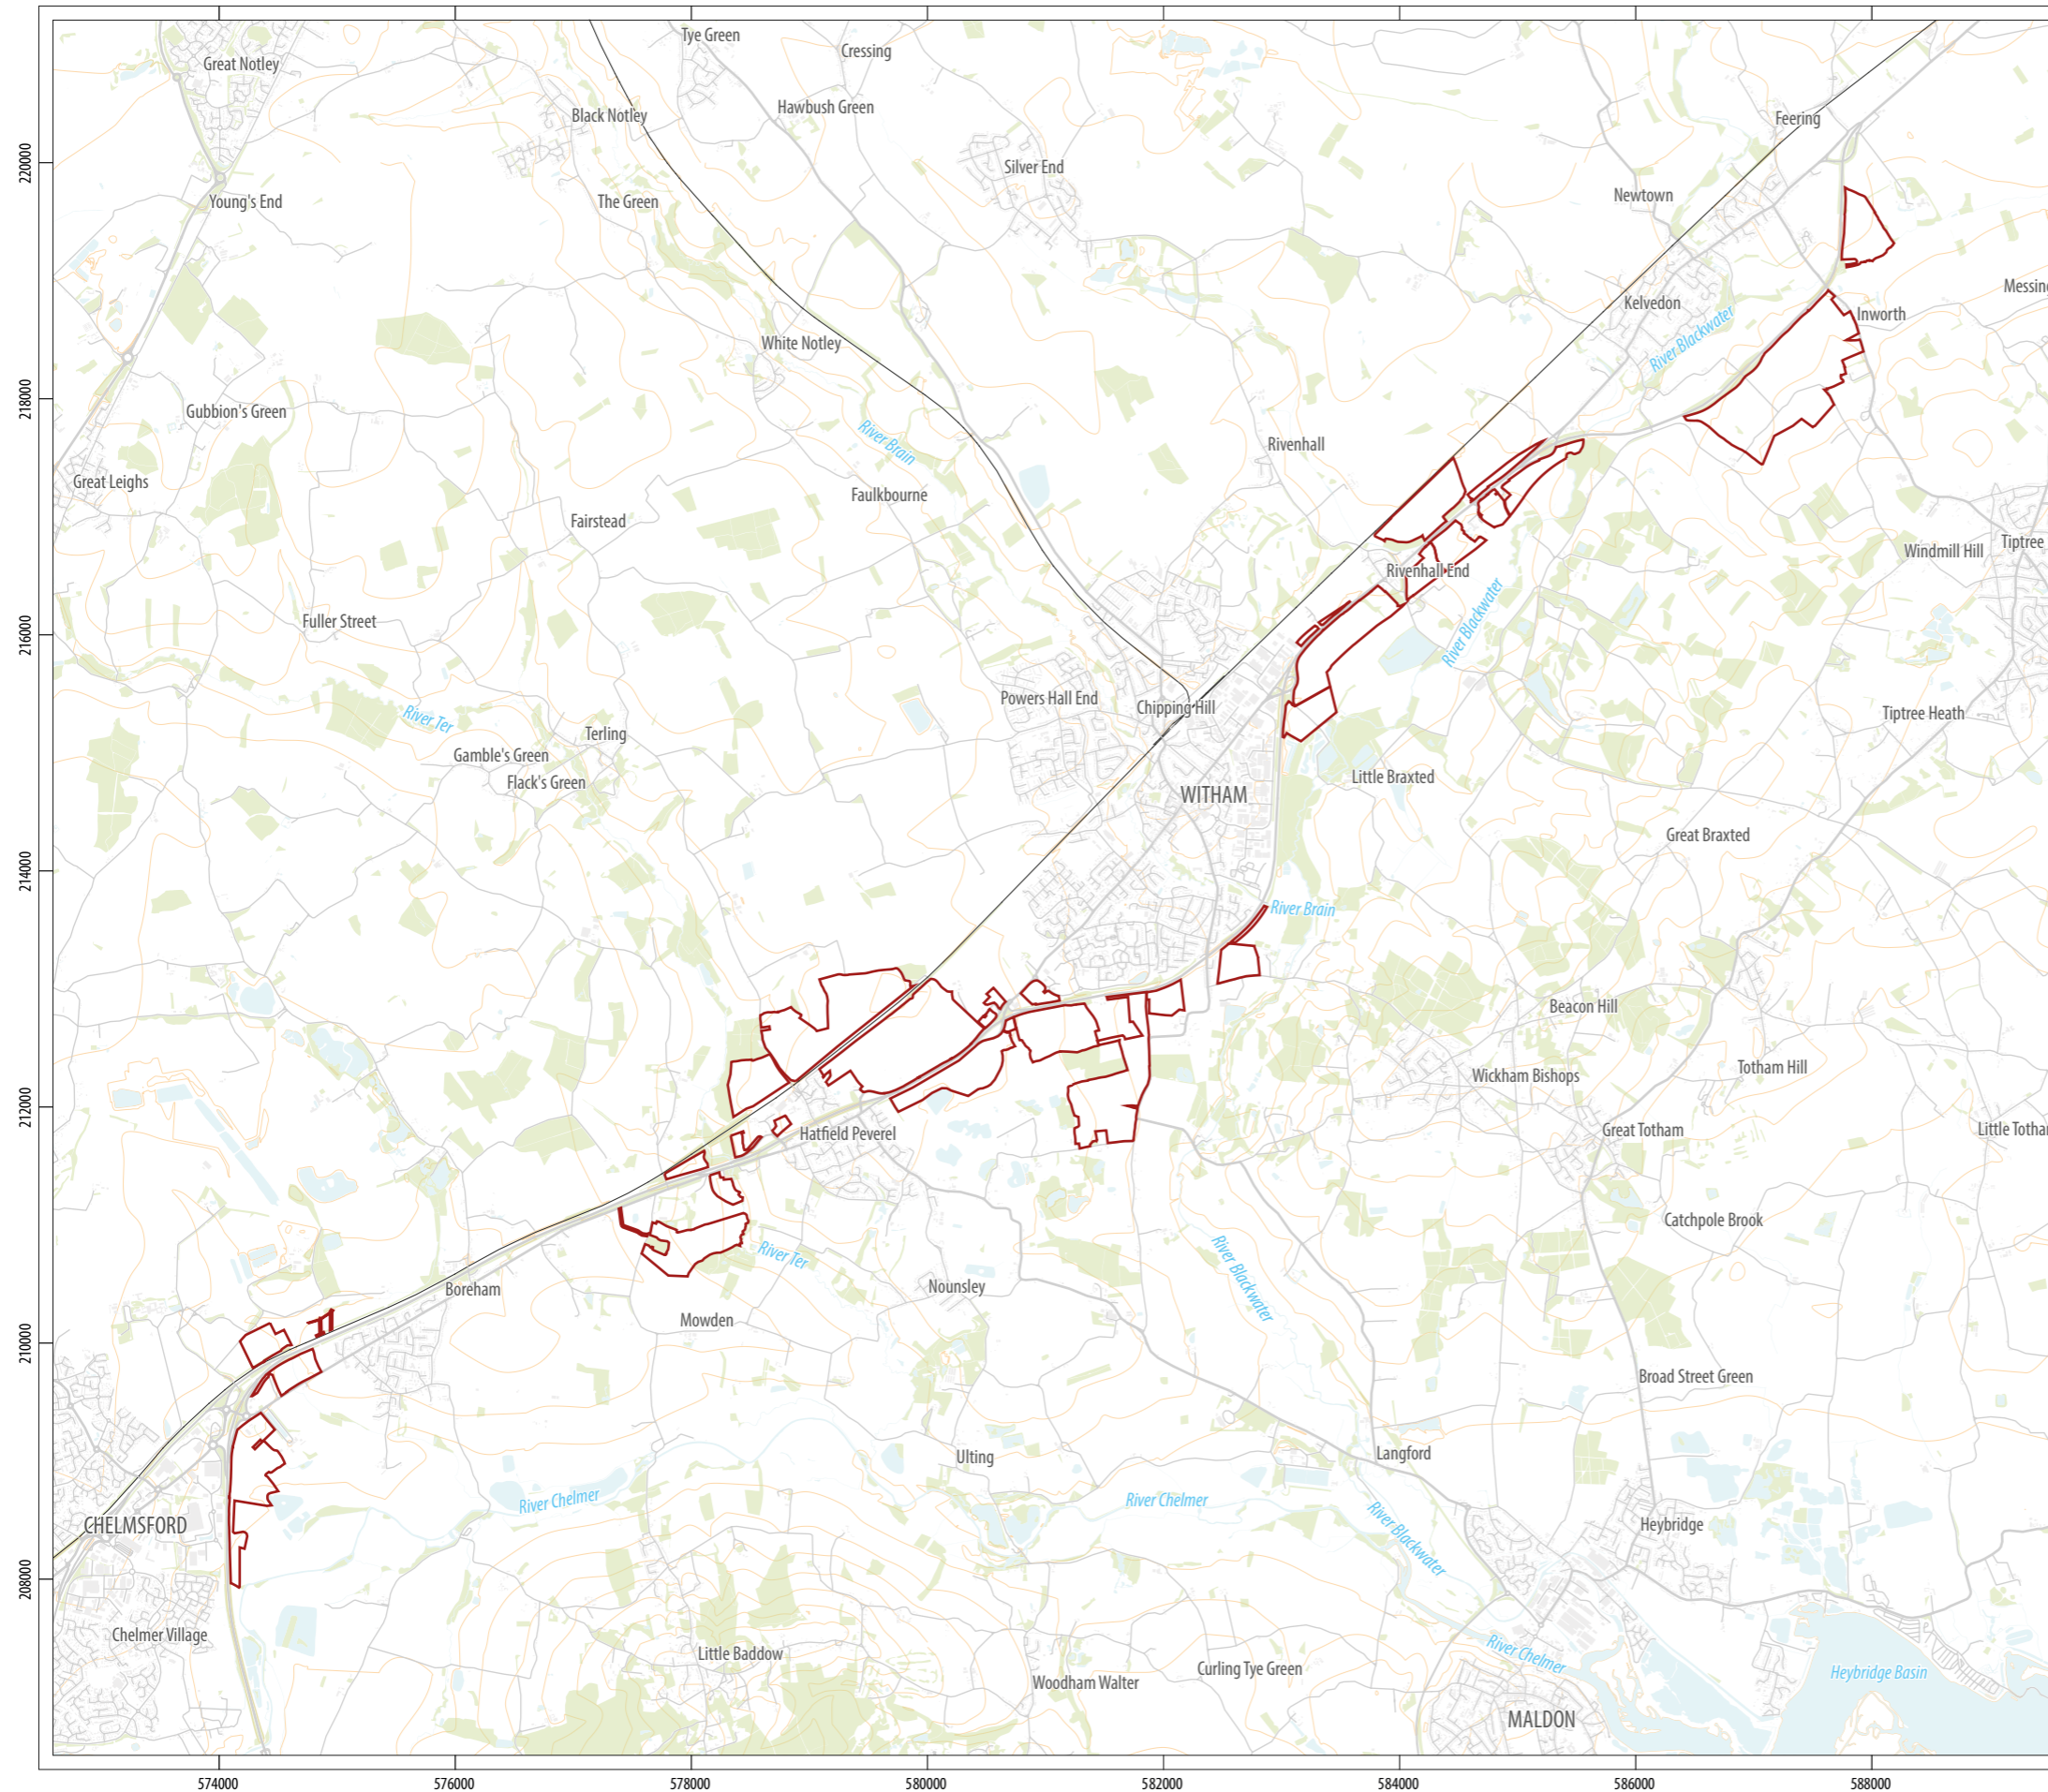 Tye Green
Cressing
Great Notley
Hawbush Green
Black Notley
Feering
220000
Silver End
Newtown
Young's End
The Green
Messing
Kelvedon
Inworth
River Blackwater
White Notley
218000
Gubbion's Green
River Brain
Rivenhall
Great Leighs
Faulkbourne
Fairstead
Tiptree
Windmill Hill
Rivenhall End
216000
Fuller Street
River Blackwater
Powers Hall End
Chipping Hill
River Ter
Tiptree Heath
Terling
Gamble's Green
Flack's Green
Little Braxted
WITHAM
214000
Great Braxted
River Brain
Beacon Hill
212000
Wickham Bishops
Totham Hill
Hatfield Peverel
Great Totham
Catchpole Brook
River Ter
River Blackwater
Boreham
Nounsley
210000
Mowden
Broad Street Green
Ulting
Langford
River Chelmer
River Chelmer
River Blackwater
CHELMSFORD
Heybridge
208000
Chelmer Village
Little Baddow
River Chelmer
Curling Tye Green
Heybridge Basin
Woodham Walter
MALDON
574000
576000
578000
580000
582000
584000
586000
588000